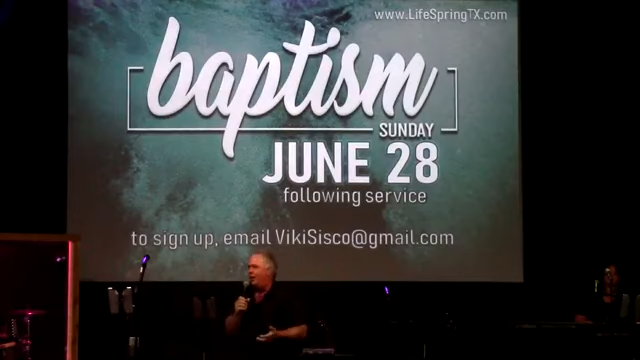 www.LifeSpringTX.com
baptism
SUNDAY
JUNE 28
following service
to sign up, email VikiSisco@gmail.com